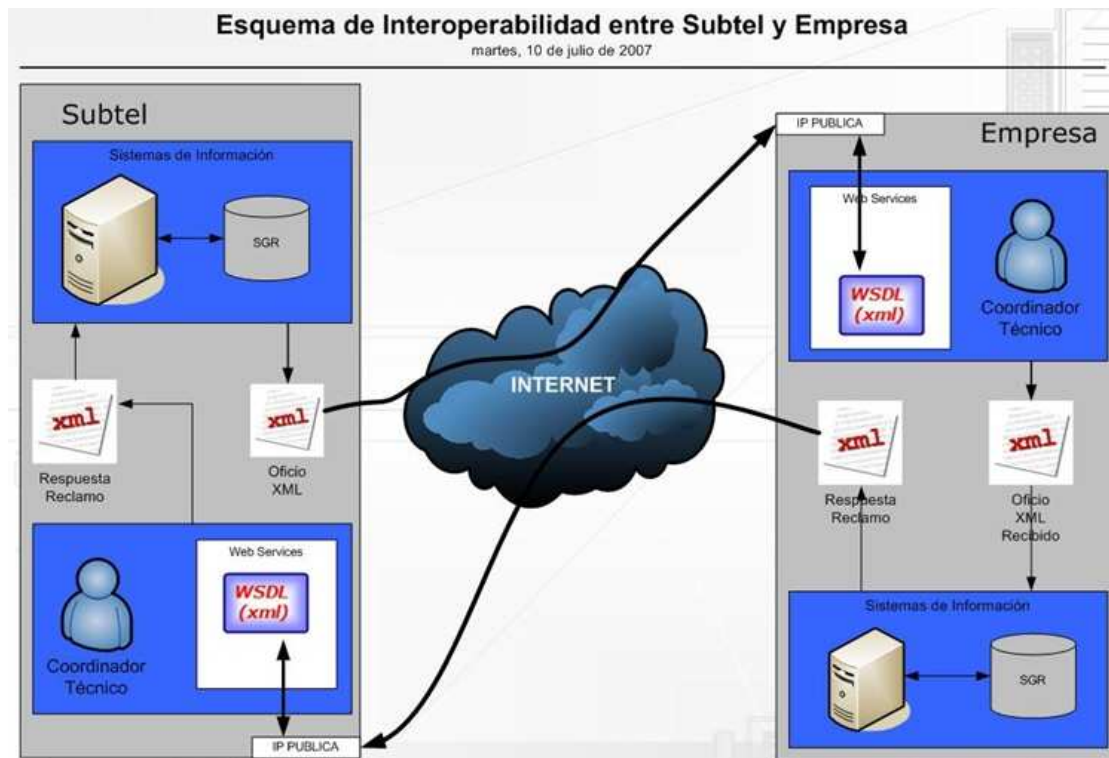 Esquema de Interoperabilidad entre Subtel y Empresa
martes, 10 de julio de 2007
Subtel
Sistemas de Información
SGR
xml
Respuesta
Reclamo
xml
Oficio
XML
Coordinador
Técnico
Web Services
WSDL
(xml)
IP PUBLICA
INTERNET
IP PUBLICA
Empresa
Web Services
WSDL
(xml)
Coordinador
Técnico
xml
Respuesta
Reclamo
xml
Oficio
XML
Recibido
Sistemas de Información
SGR